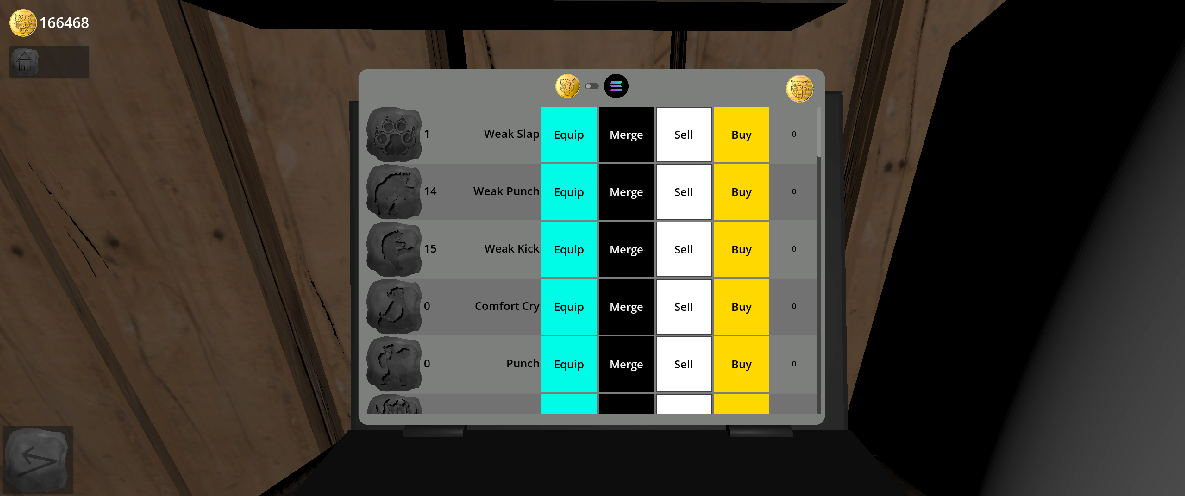 166468
1 Weak Slap Equip Merge Sell Buy 0
14 Weak Punch Equip Merge Sell Buy 0
15 Weak Kick Equip Merge Sell Buy 0
0 Comfort Cry Equip Merge Sell Buy 0
0 Punch Equip Merge Sell Buy 0